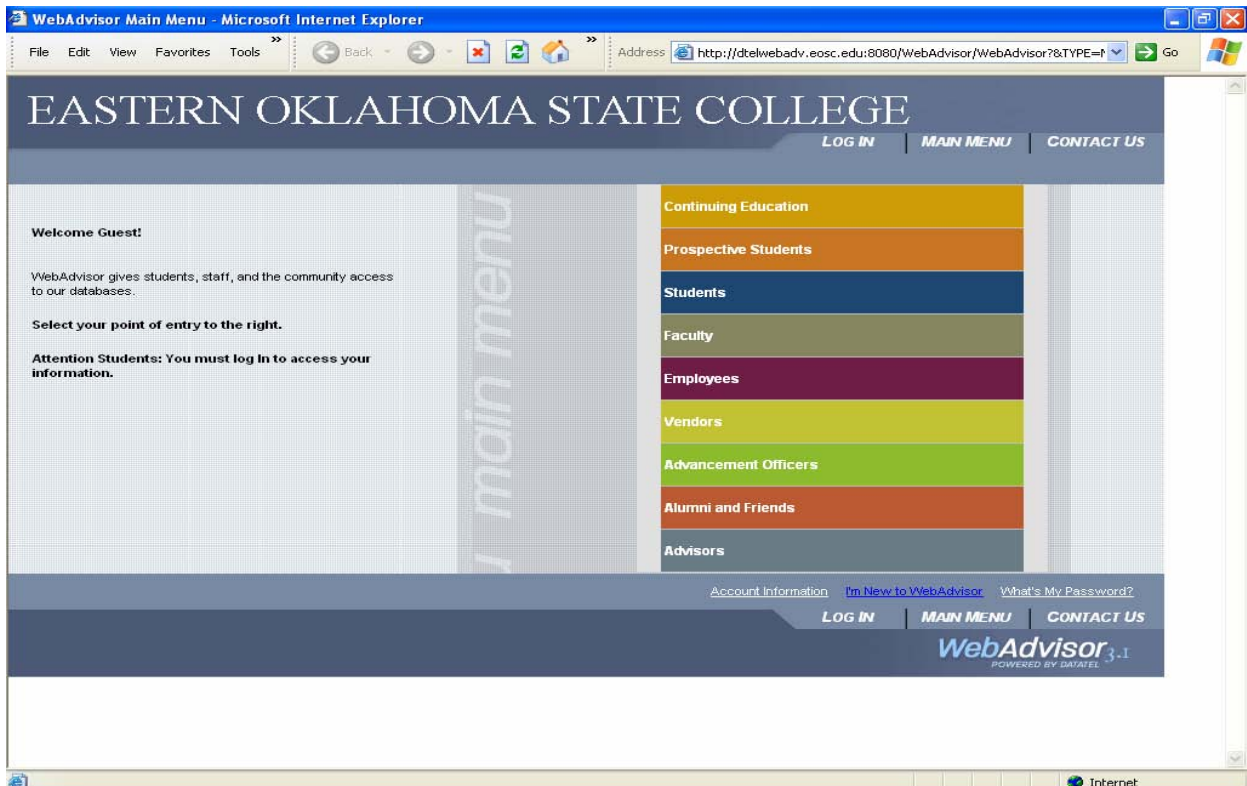 WebAdvisor Main Menu - Microsoft Internet Explorer
File Edit View Favorites Tools » Back » Address http://dtelwebadv.eosc.edu:8080/WebAdvisor/WebAdvisor?&TYPE=M Go
EASTERN OKLAHOMA STATE COLLEGE
LOG IN MAIN MENU CONTACT US
Welcome Guest!
WebAdvisor gives students, staff, and the community access
to our databases.
Select your point of entry to the right.
Attention Students: You must log In to access your
information.
main menu
Continuing Education
Prospective Students
Students
Faculty
Employees
Vendors
Advancement Officers
Alumni and Friends
Advisors
Account Information I'm New to WebAdvisor What's My Password?
LOG IN MAIN MENU CONTACT US
WebAdvisor 3.1
POWERED BY DATATEL
Internet